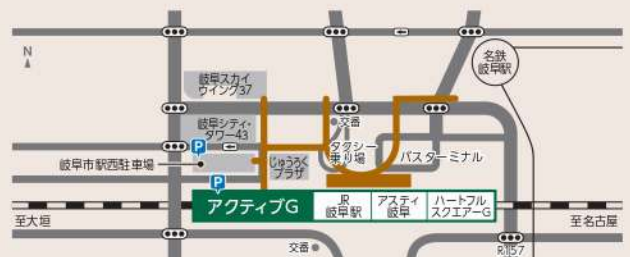 N
名鉄
岐阜駅
岐阜スカイ
ウイング37
岐阜シティ・
タワー43
交番
P
タクシー
乗り場
バスターミナル
岐阜市駅西駐車場
じゅうろく
プラザ
P
アクティブG
JR
岐阜駅
アスティ
岐阜
ハートフル
スクエアーG
至大垣
至名古屋
交番
R157